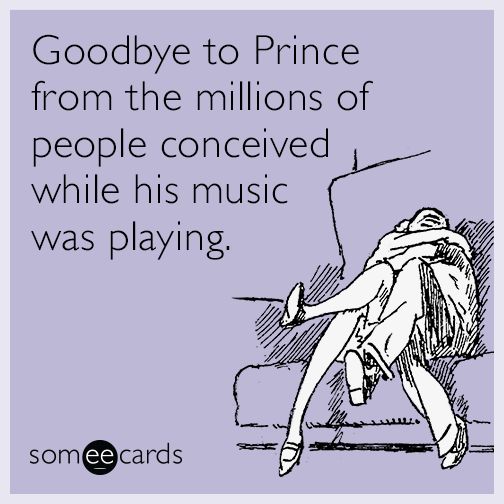 Goodbye to Prince
from the millions of
people conceived
while his music
was playing.
someecards